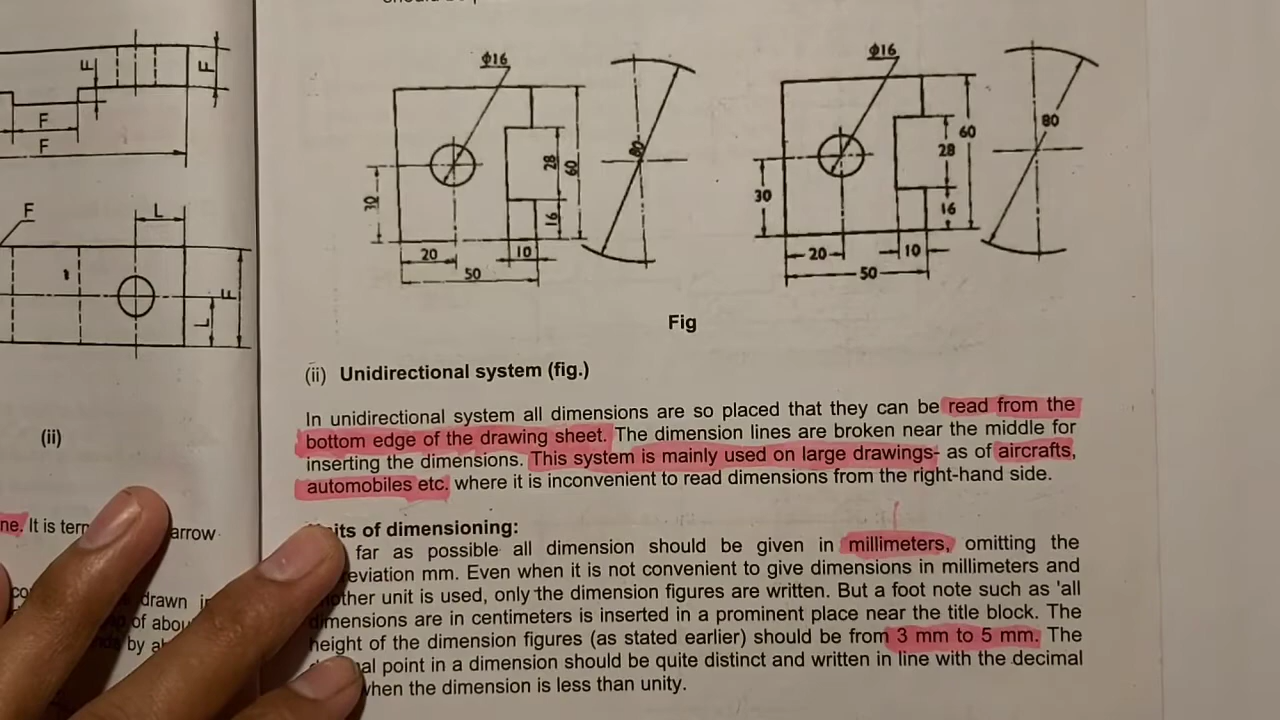 F
F
F
F
F
L
F
L
(ii)
ne. It is
arrow
drawn
of
by
Φ16
30
28
60
16
20
10
50
80
Φ16
30
28
60
16
20
10
50
80
Fig
(ii) Unidirectional system (fig.)
In unidirectional system all dimensions are so placed that they can be read from the
bottom edge of the drawing sheet. The dimension lines are broken near the middle for
inserting the dimensions. This system is mainly used on large drawings- as of aircrafts,
automobiles etc. where it is inconvenient to read dimensions from the right-hand side.
of dimensioning:
far as possible all dimension should be given in millimeters, omitting the
mm. Even when it is not convenient to give dimensions in millimeters and
unit is used, only the dimension figures are written. But a foot note such as 'all
dimensions are in centimeters is inserted in a prominent place near the title block. The
height of the dimension figures (as stated earlier) should be from 3 mm to 5 mm. The
point in a dimension should be quite distinct and written in line with the decimal
when the dimension is less than unity.